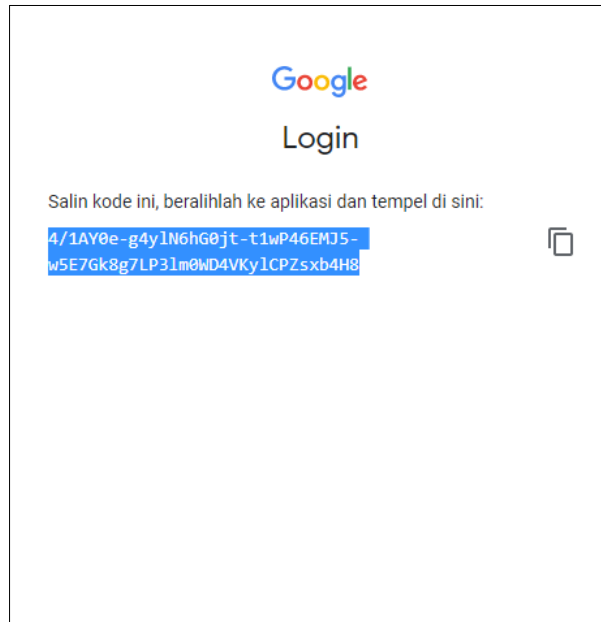 Google
Login
Salin kode ini, beralihlah ke aplikasi dan tempel di sini:
4/1AY0e-g4ylN6hG0jt-t1wP46EMJ5-
w5E7Gk8g7LP3lm0WD4VKylCPZsxb4H8